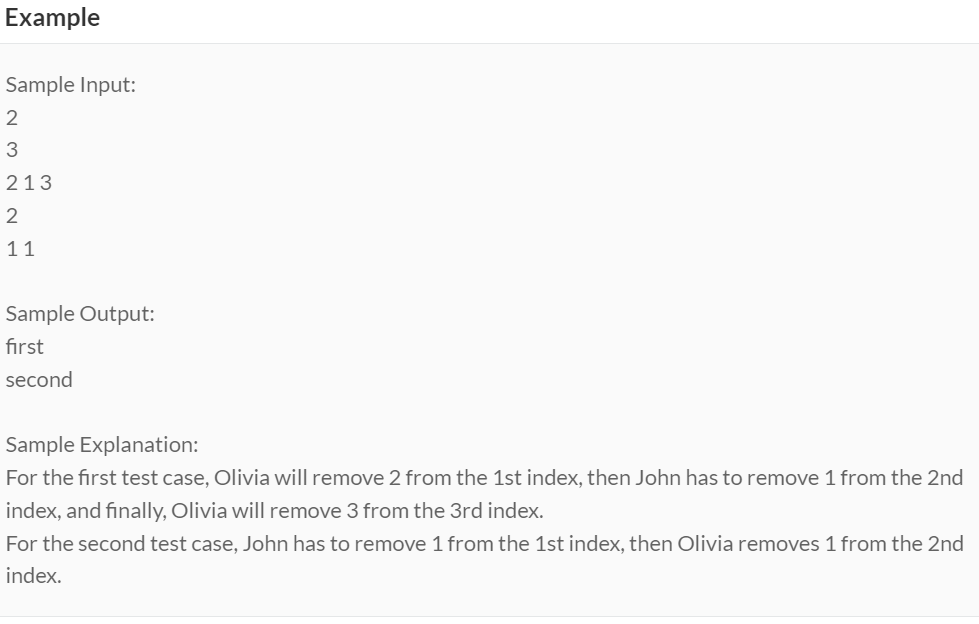 Example
Sample Input:
2
3
2 1 3
2
1 1
Sample Output:
first
second
Sample Explanation:
For the first test case, Olivia will remove 2 from the 1st index, then John has to remove 1 from the 2nd
index, and finally, Olivia will remove 3 from the 3rd index.
For the second test case, John has to remove 1 from the 1st index, then Olivia removes 1 from the 2nd
index.